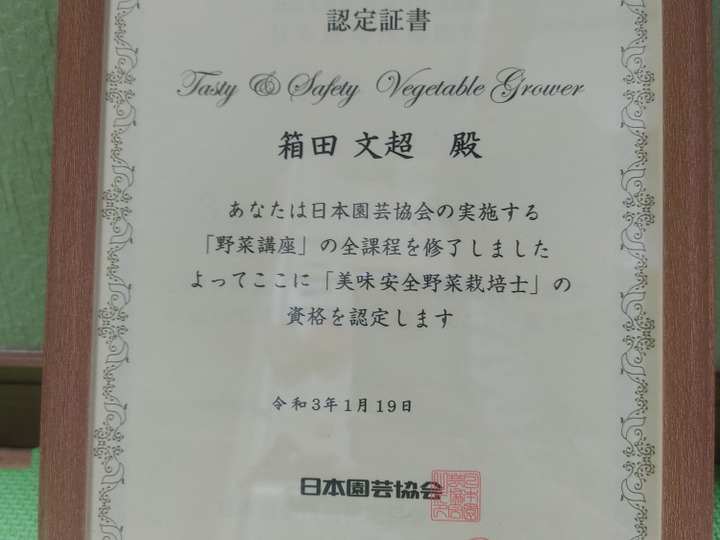 認定証書
Tasty & Safety Vegetable Grower
箱田 文超 殿
あなたは日本園芸協会の実施する
「野菜講座」の全課程を修了しました
よってここに「美味安全野菜栽培士」の
資格を認定します
令和3年1月19日
日本園芸協会